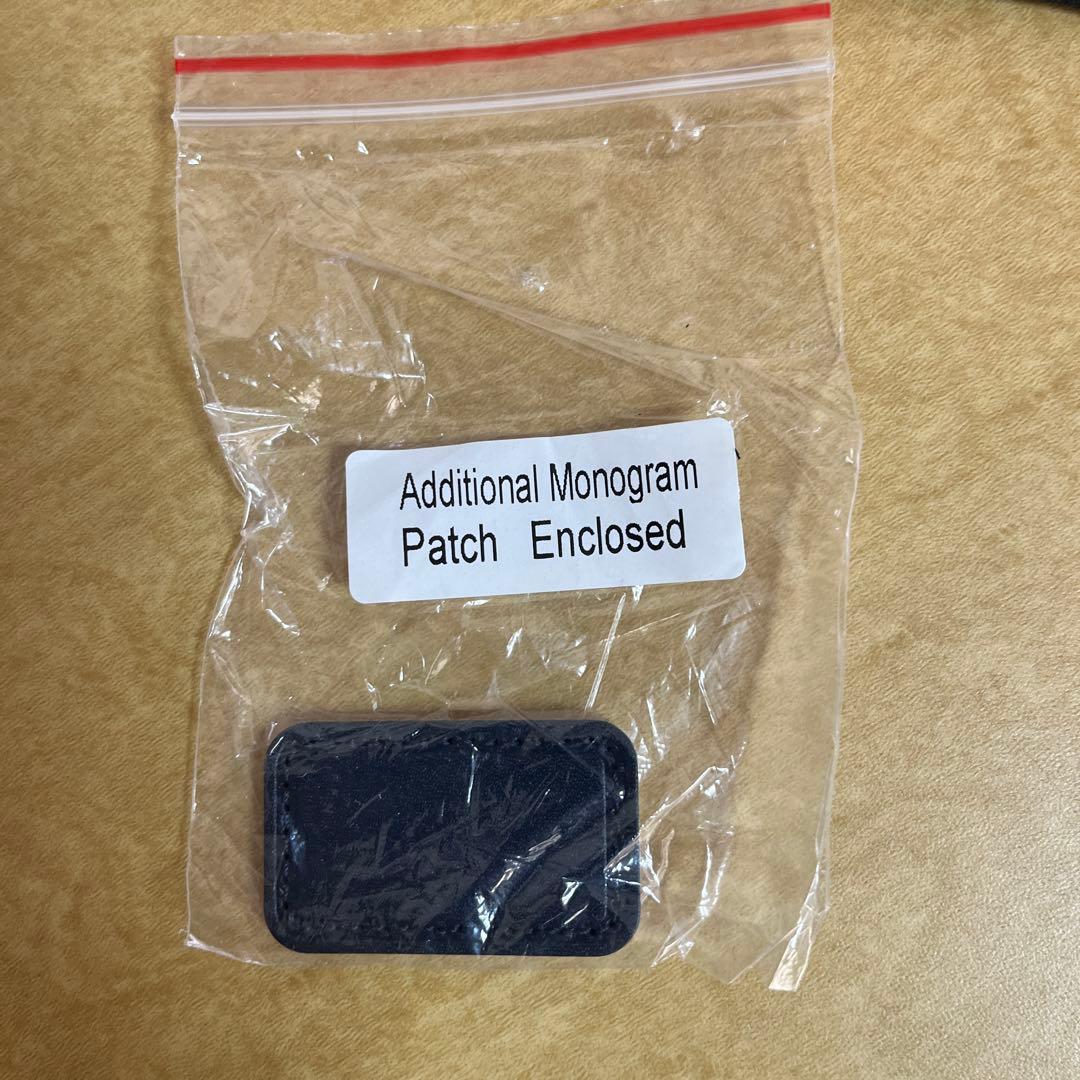 Additional Monogram
Patch Enclosed